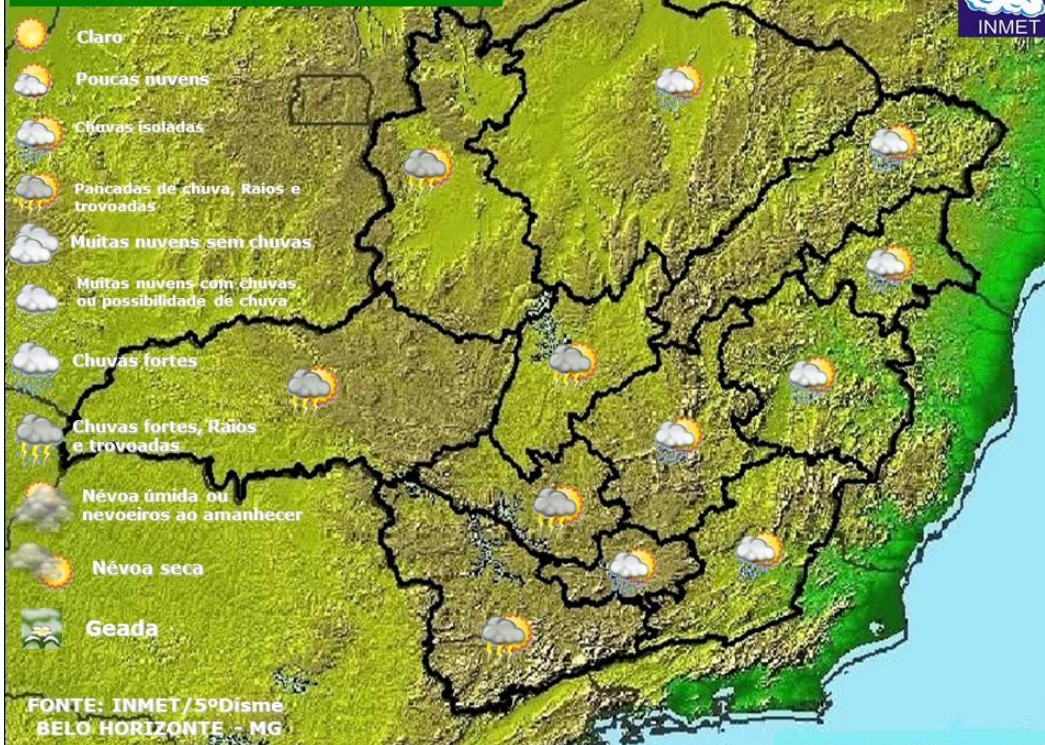 INMET
Claro
Poucas nuvens
Chuvas isoladas
Pancadas de chuva, Raios e
trovoadas
Muitas nuvens sem chuvas
Muitas nuvens com chuvas
ou possibilidade de chuva
Chuvas fortes
Chuvas fortes, Raios
e trovoadas
Névoa úmida ou
nevoeiros ao amanhecer
Névoa seca
Geada
FONTE: INMET/5ºDisme
BELO HORIZONTE - MG